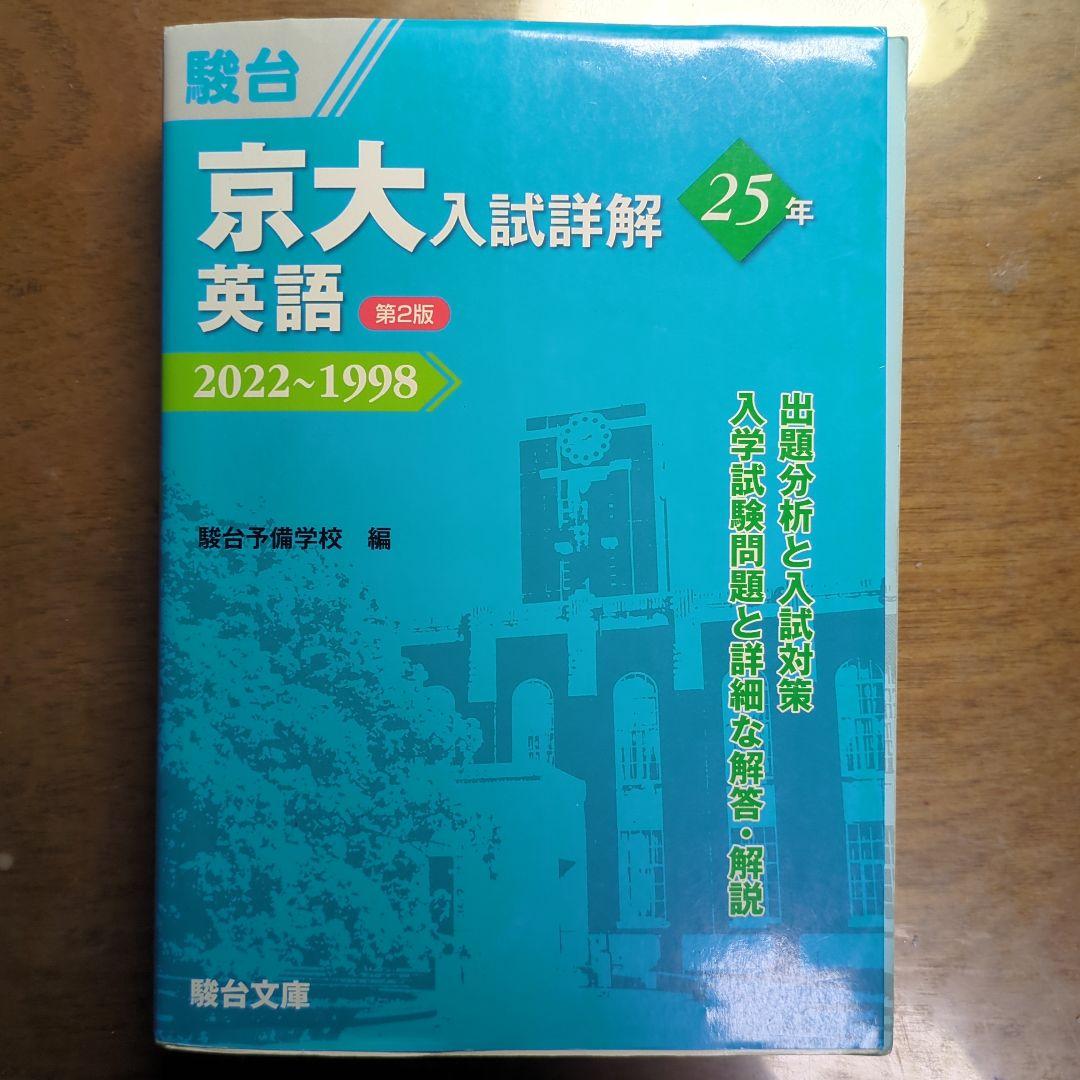 駿台
京大入試詳解
25年
英語
第2版
2022~1998
駿台予備学校 編
出題分析と入試対策
入学試験問題と詳細な解答・解説
駿台文庫